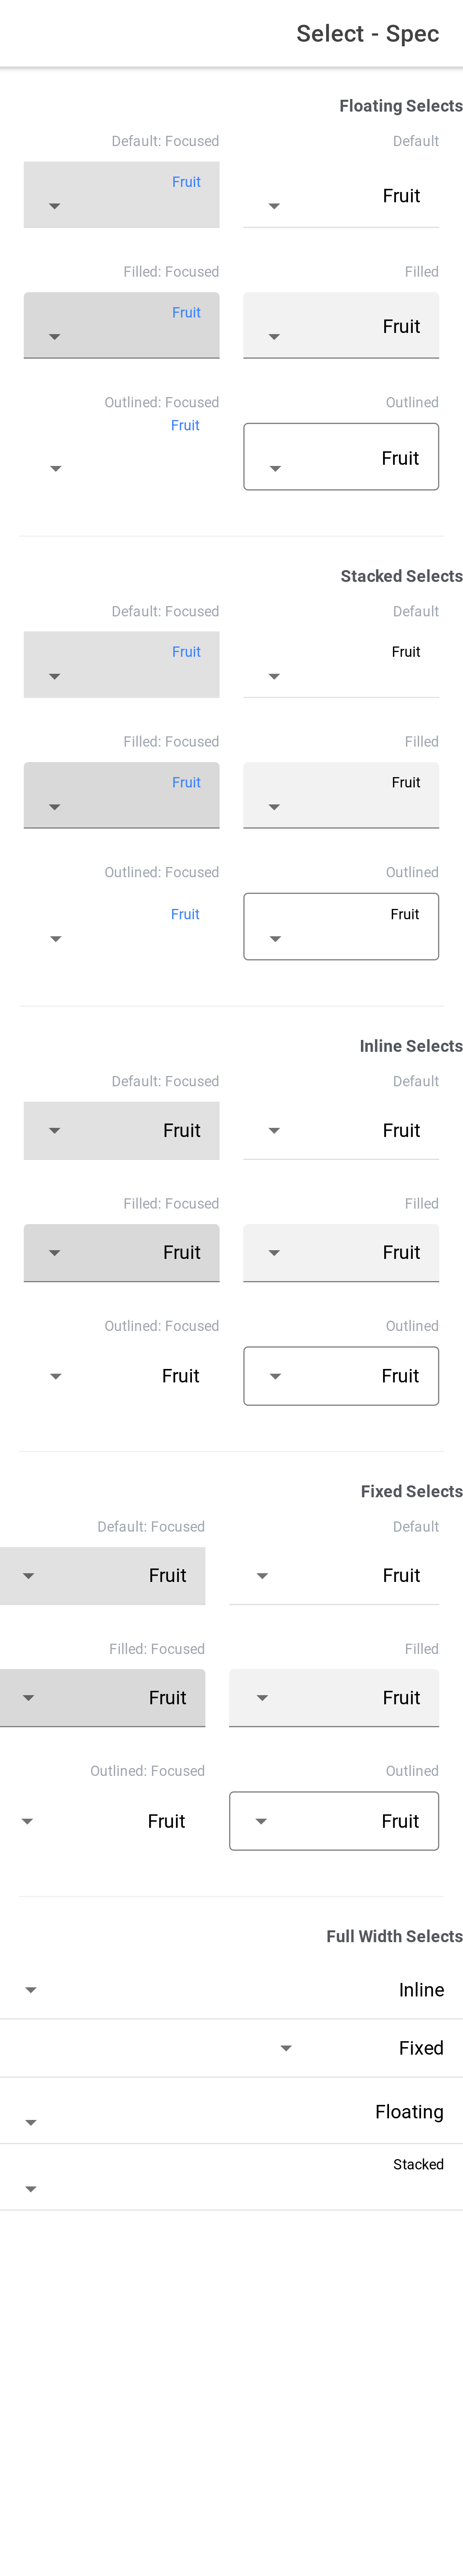 Select - Spec
Floating Selects
Default
Default: Focused
Fruit
Fruit
Filled
Filled: Focused
Fruit
Fruit
Outlined
Outlined: Focused
Fruit
Fruit
Stacked Selects
Default
Default: Focused
Fruit
Fruit
Filled
Filled: Focused
Fruit
Fruit
Outlined
Outlined: Focused
Fruit
Fruit
Inline Selects
Default
Default: Focused
Fruit
Fruit
Filled
Filled: Focused
Fruit
Fruit
Outlined
Outlined: Focused
Fruit
Fruit
Fixed Selects
Default
Default: Focused
Fruit
Fruit
Filled
Filled: Focused
Fruit
Fruit
Outlined
Outlined: Focused
Fruit
Fruit
Full Width Selects
Inline
Fixed
Floating
Stacked